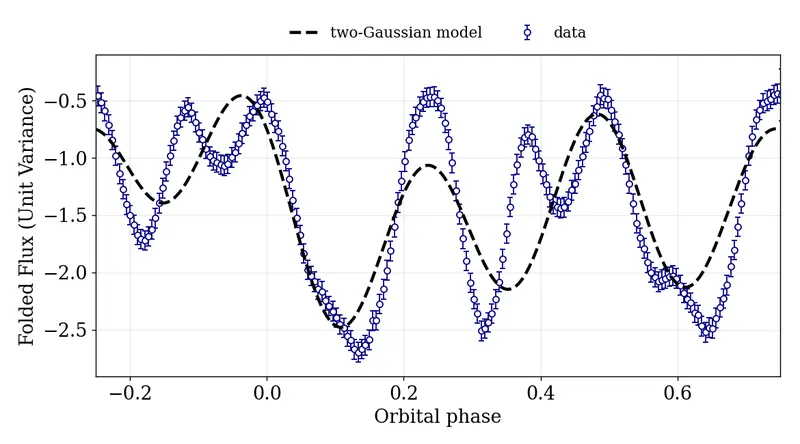 two-Gaussian model
data
Folded Flux (Unit Variance)
−0.5
−1.0
−1.5
−2.0
−2.5
−0.2
0.0
0.2
0.4
0.6
Orbital phase